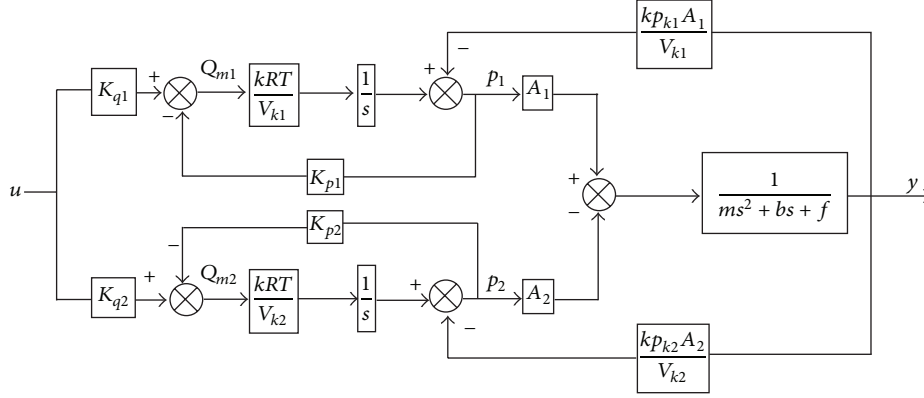 kp_{k1}A_1
V_{k1}
−
K_{q1}
+
Q_{m1}
kRT
V_{k1}
1
s
+
p_1
A_1
−
K_{p1}
u
+
−
1
ms^2 + bs + f
y
K_{p2}
−
K_{q2}
+
Q_{m2}
kRT
V_{k2}
1
s
+
p_2
A_2
−
kp_{k2}A_2
V_{k2}